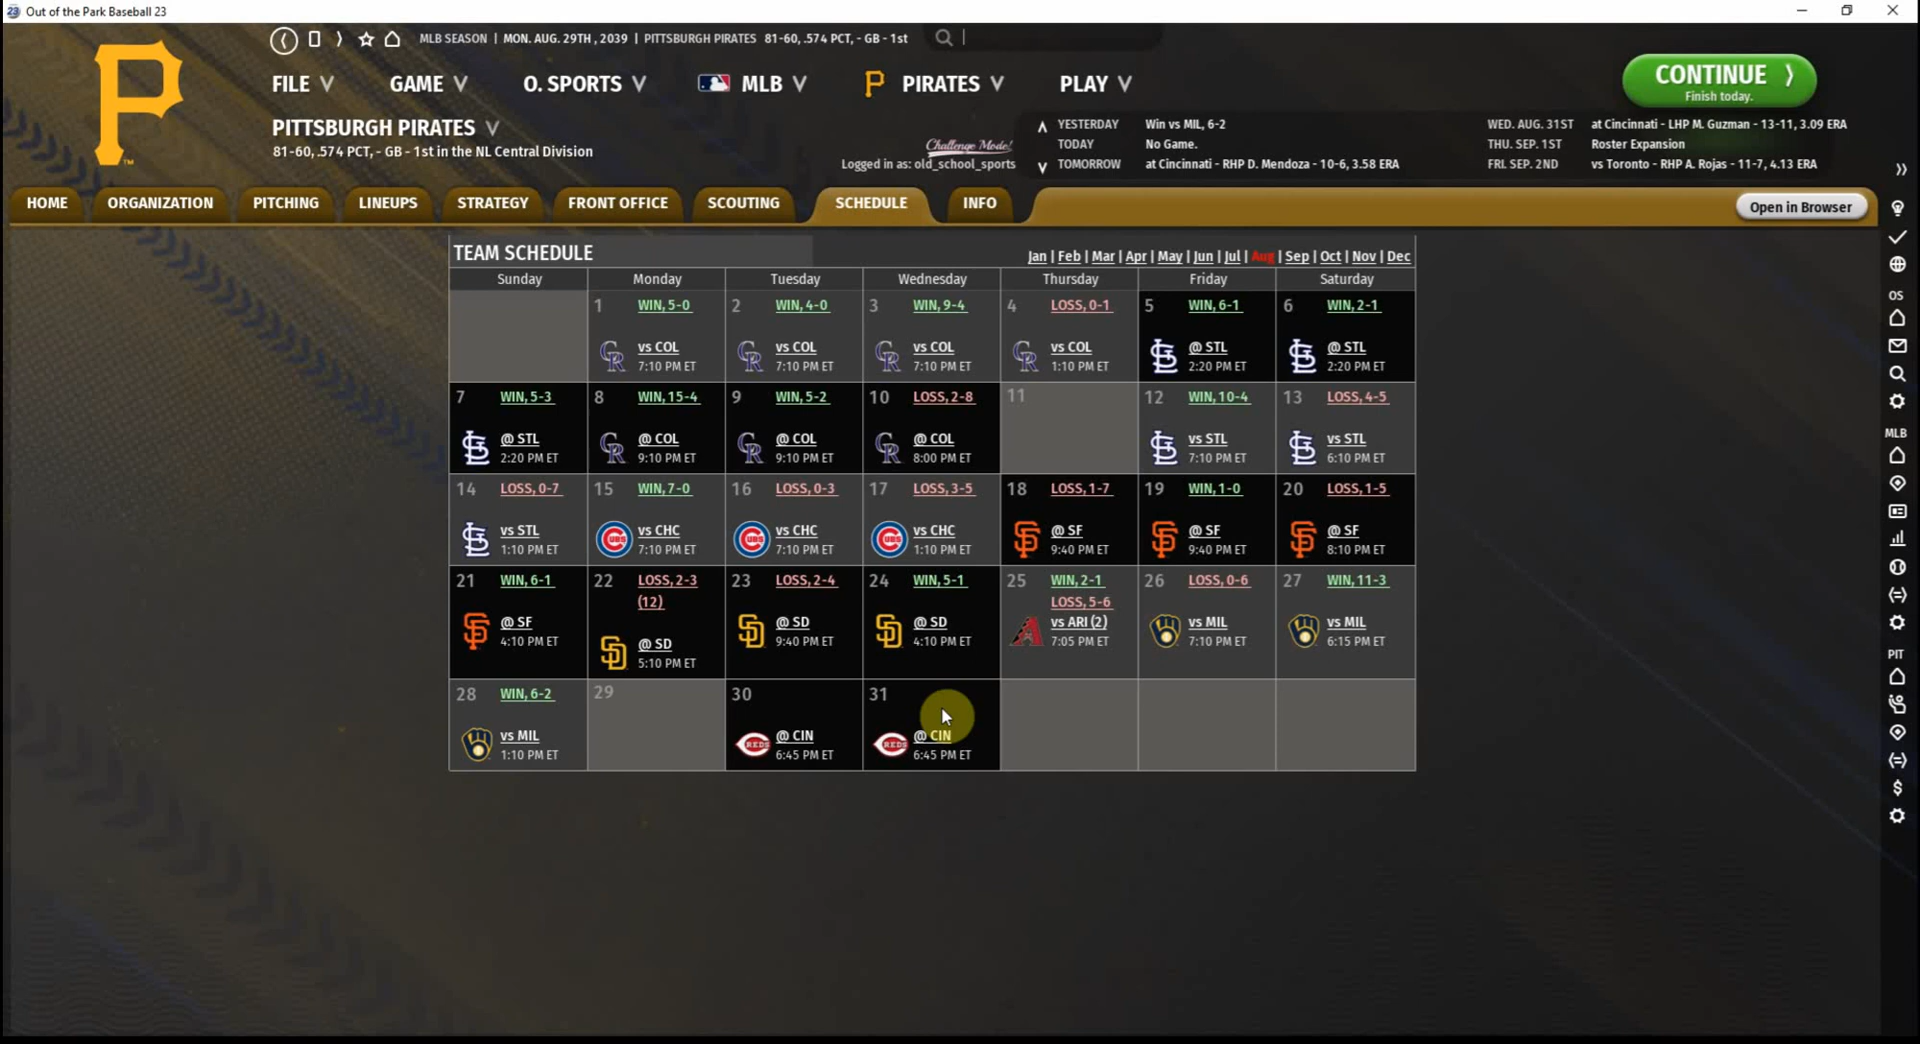 23 Out of the Park Baseball 23
MLB SEASON | MON. AUG. 29TH , 2039 | PITTSBURGH PIRATES 81-60, .574 PCT, - GB - 1st
FILE GAME O. SPORTS MLB PIRATES PLAY
CONTINUE
Finish today.
PITTSBURGH PIRATES
81-60, .574 PCT, - GB - 1st in the NL Central Division
Challenge Mode!
Logged in as: old_school_sports
YESTERDAY Win vs MIL, 6-2
TODAY No Game.
TOMORROW at Cincinnati - RHP D. Mendoza - 10-6, 3.58 ERA
WED. AUG. 31ST at Cincinnati - LHP M. Guzman - 13-11, 3.09 ERA
THU. SEP. 1ST Roster Expansion
FRI. SEP. 2ND vs Toronto - RHP A. Rojas - 11-7, 4.13 ERA
HOME ORGANIZATION PITCHING LINEUPS STRATEGY FRONT OFFICE SCOUTING SCHEDULE INFO
Open in Browser
TEAM SCHEDULE
Jan | Feb | Mar | Apr | May | Jun | Jul | Aug | Sep | Oct | Nov | Dec
Sunday Monday Tuesday Wednesday Thursday Friday Saturday
1 WIN, 5-0 2 WIN, 4-0 3 WIN, 9-4 4 LOSS, 0-1 5 WIN, 6-1 6 WIN, 2-1
vs COL vs COL vs COL vs COL @ STL @ STL
7:10 PM ET 7:10 PM ET 7:10 PM ET 1:10 PM ET 2:20 PM ET 2:20 PM ET
7 WIN, 5-3 8 WIN, 15-4 9 WIN, 5-2 10 LOSS, 2-8 11 12 WIN, 10-4 13 LOSS, 4-5
@ STL @ COL @ COL @ COL vs STL vs STL
2:20 PM ET 9:10 PM ET 9:10 PM ET 8:00 PM ET 7:10 PM ET 6:10 PM ET
14 LOSS, 0-7 15 WIN, 7-0 16 LOSS, 0-3 17 LOSS, 3-5 18 LOSS, 1-7 19 WIN, 1-0 20 LOSS, 1-5
vs STL vs CHC vs CHC vs CHC @ SF @ SF @ SF
1:10 PM ET 7:10 PM ET 7:10 PM ET 1:10 PM ET 9:40 PM ET 9:40 PM ET 8:10 PM ET
21 WIN, 6-1 22 LOSS, 2-3 23 LOSS, 2-4 24 WIN, 5-1 25 WIN, 2-1 26 LOSS, 0-6 27 WIN, 11-3
(12) LOSS, 5-6
@ SF @ SD @ SD @ SD vs ARI (2) vs MIL vs MIL
4:10 PM ET 5:10 PM ET 9:40 PM ET 4:10 PM ET 7:05 PM ET 7:10 PM ET 6:15 PM ET
28 WIN, 6-2 29 30 31
vs MIL @ CIN @ CIN
1:10 PM ET 6:45 PM ET 6:45 PM ET
OS
MLB
PIT